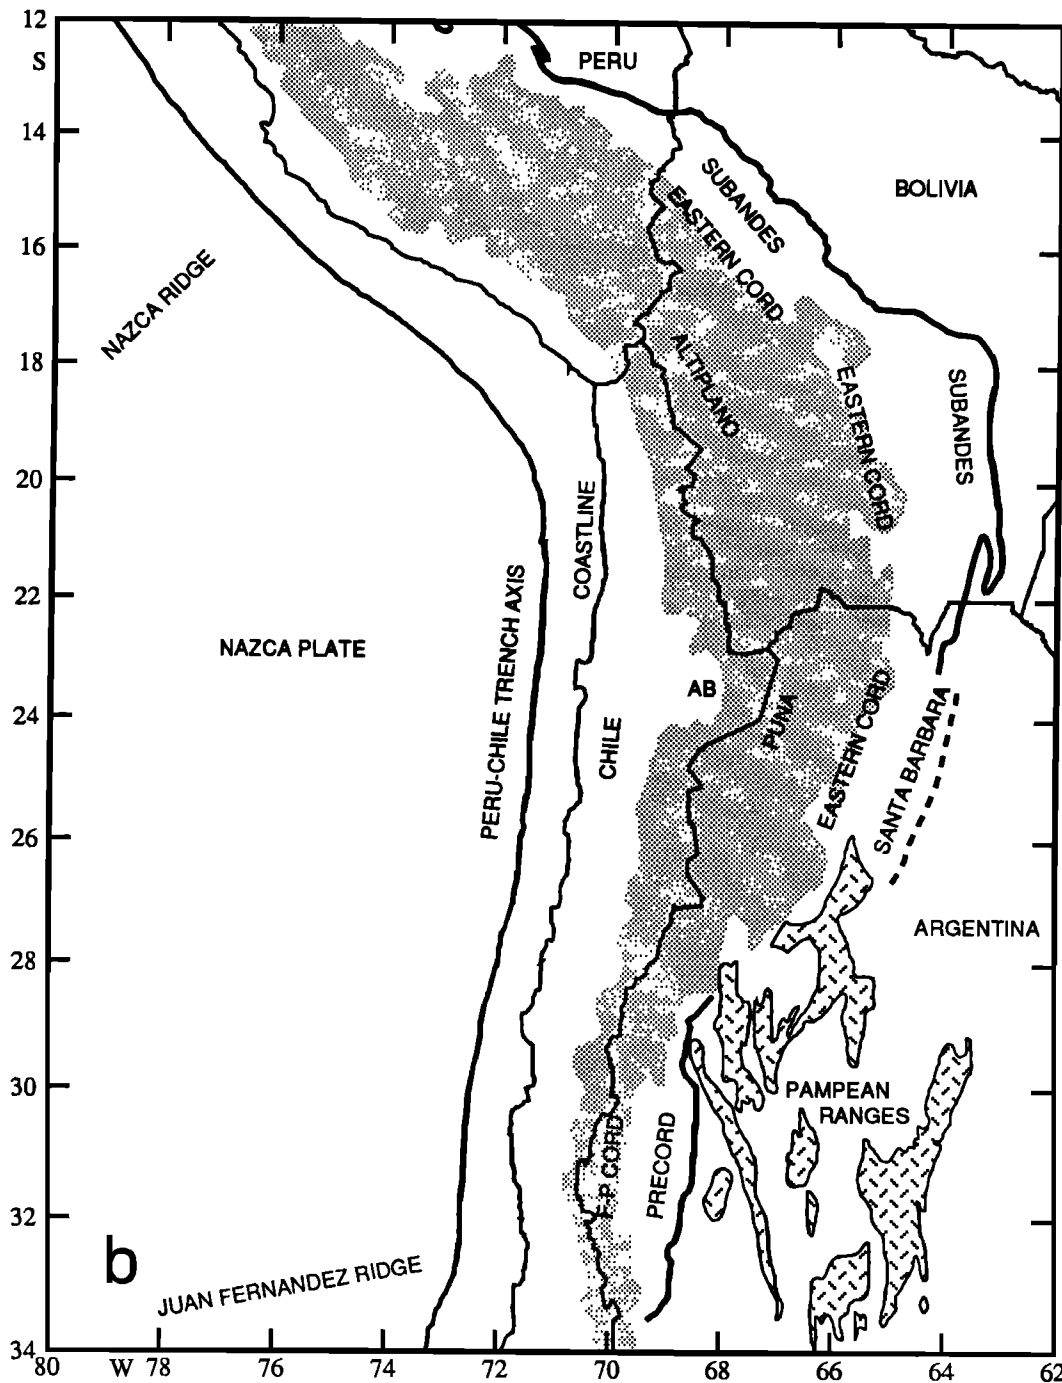 12
S
14
16
18
20
22
24
26
28
30
32
34
80
W
78
76
74
72
70
68
66
64
62
PERU
BOLIVIA
SUBANDES
EASTERN CORD
NAZCA RIDGE
ALTIPLANO
EASTERN CORD
SUBANDES
COASTLINE
PERU-CHILE TRENCH AXIS
NAZCA PLATE
AB
CHILE
PUNA
EASTERN CORD
SANTA BARBARA
ARGENTINA
PAMPEAN
RANGES
F.P. CORD
PRECORD
b
JUAN FERNANDEZ RIDGE